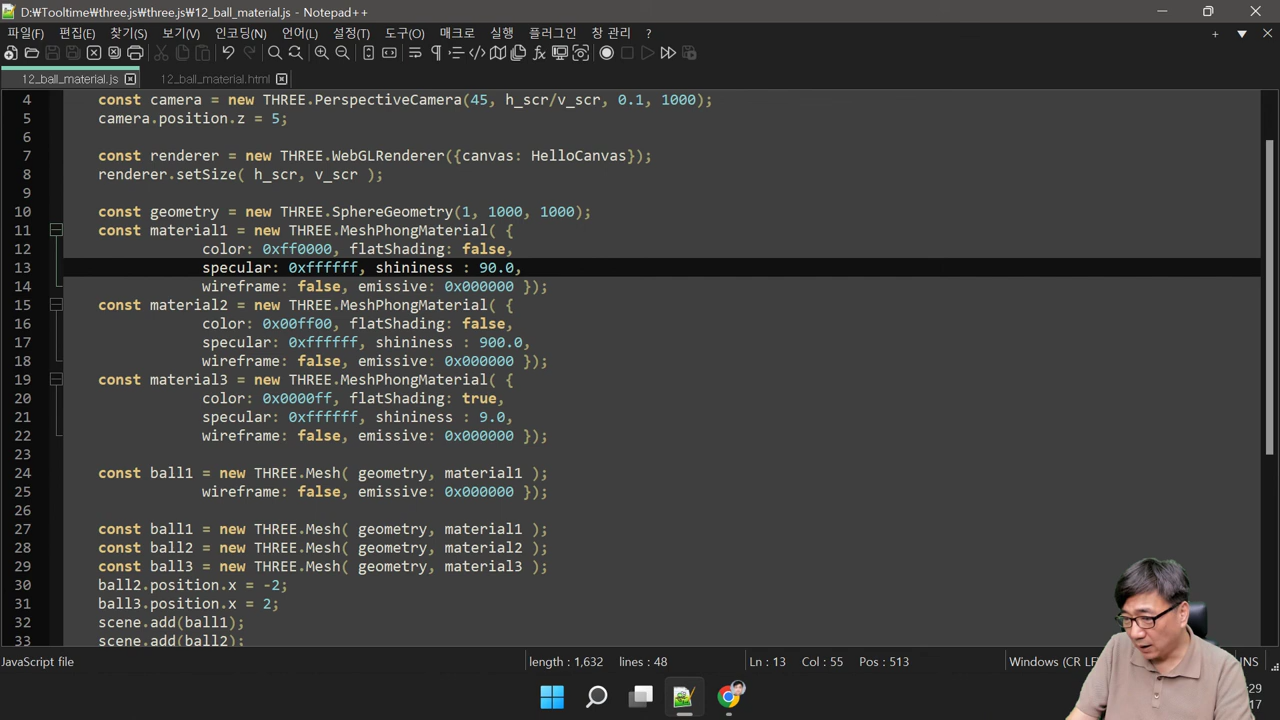 D:₩Tooltime₩three.js₩three.js₩12_ball_material.js - Notepad++
파일(F) 편집(E) 찾기(S) 보기(V) 인코딩(N) 언어(L) 설정(T) 도구(O) 매크로 실행 플러그인 창 관리 ?
12_ball_material.js 12_ball_material.html
4 const camera = new THREE.PerspectiveCamera(45, h_scr/v_scr, 0.1, 1000);
5 camera.position.z = 5;
6
7 const renderer = new THREE.WebGLRenderer({canvas: HelloCanvas});
8 renderer.setSize( h_scr, v_scr );
9
10 const geometry = new THREE.SphereGeometry(1, 1000, 1000);
11 const material1 = new THREE.MeshPhongMaterial( {
12 color: 0xff0000, flatShading: false,
13 specular: 0xffffff, shininess : 90.0,
14 wireframe: false, emissive: 0x000000 });
15 const material2 = new THREE.MeshPhongMaterial( {
16 color: 0x00ff00, flatShading: false,
17 specular: 0xffffff, shininess : 900.0,
18 wireframe: false, emissive: 0x000000 });
19 const material3 = new THREE.MeshPhongMaterial( {
20 color: 0x0000ff, flatShading: true,
21 specular: 0xffffff, shininess : 9.0,
22 wireframe: false, emissive: 0x000000 });
23
24 const ball1 = new THREE.Mesh( geometry, material1 );
25 wireframe: false, emissive: 0x000000 });
26
27 const ball1 = new THREE.Mesh( geometry, material1 );
28 const ball2 = new THREE.Mesh( geometry, material2 );
29 const ball3 = new THREE.Mesh( geometry, material3 );
30 ball2.position.x = -2;
31 ball3.position.x = 2;
32 scene.add(ball1);
33 scene.add(ball2);
JavaScript file length : 1,632 lines : 48 Ln : 13 Col : 55 Pos : 513 Windows (CR LF INS
:29
17